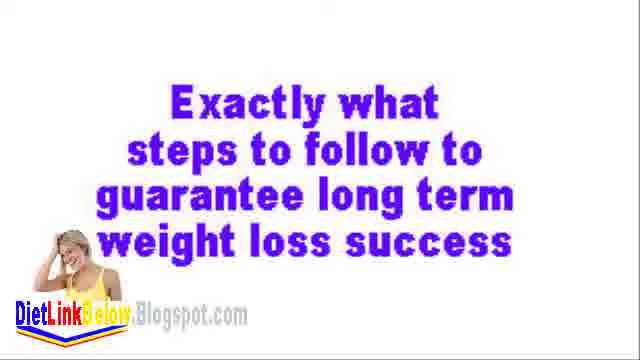 Exactly what
steps to follow to
guarantee long term
weight loss success
DietLinkBelow.Blogspot.com